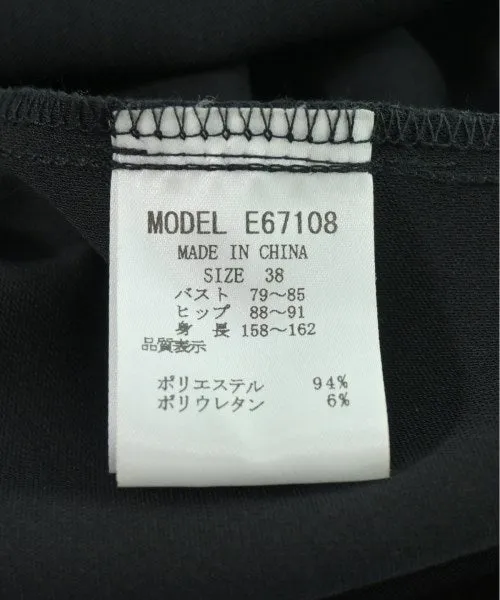 MODEL E67108
MADE IN CHINA
SIZE 38
バスト 79～85
ヒップ 88～91
身 長 158～162
品質表示
ポリエステル 94%
ポリウレタン 6%